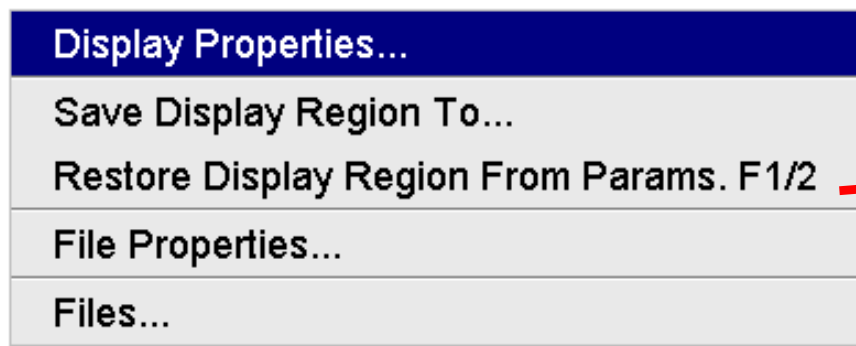 Display Properties...
Save Display Region To...
Restore Display Region From Params. F1/2
File Properties...
Files...